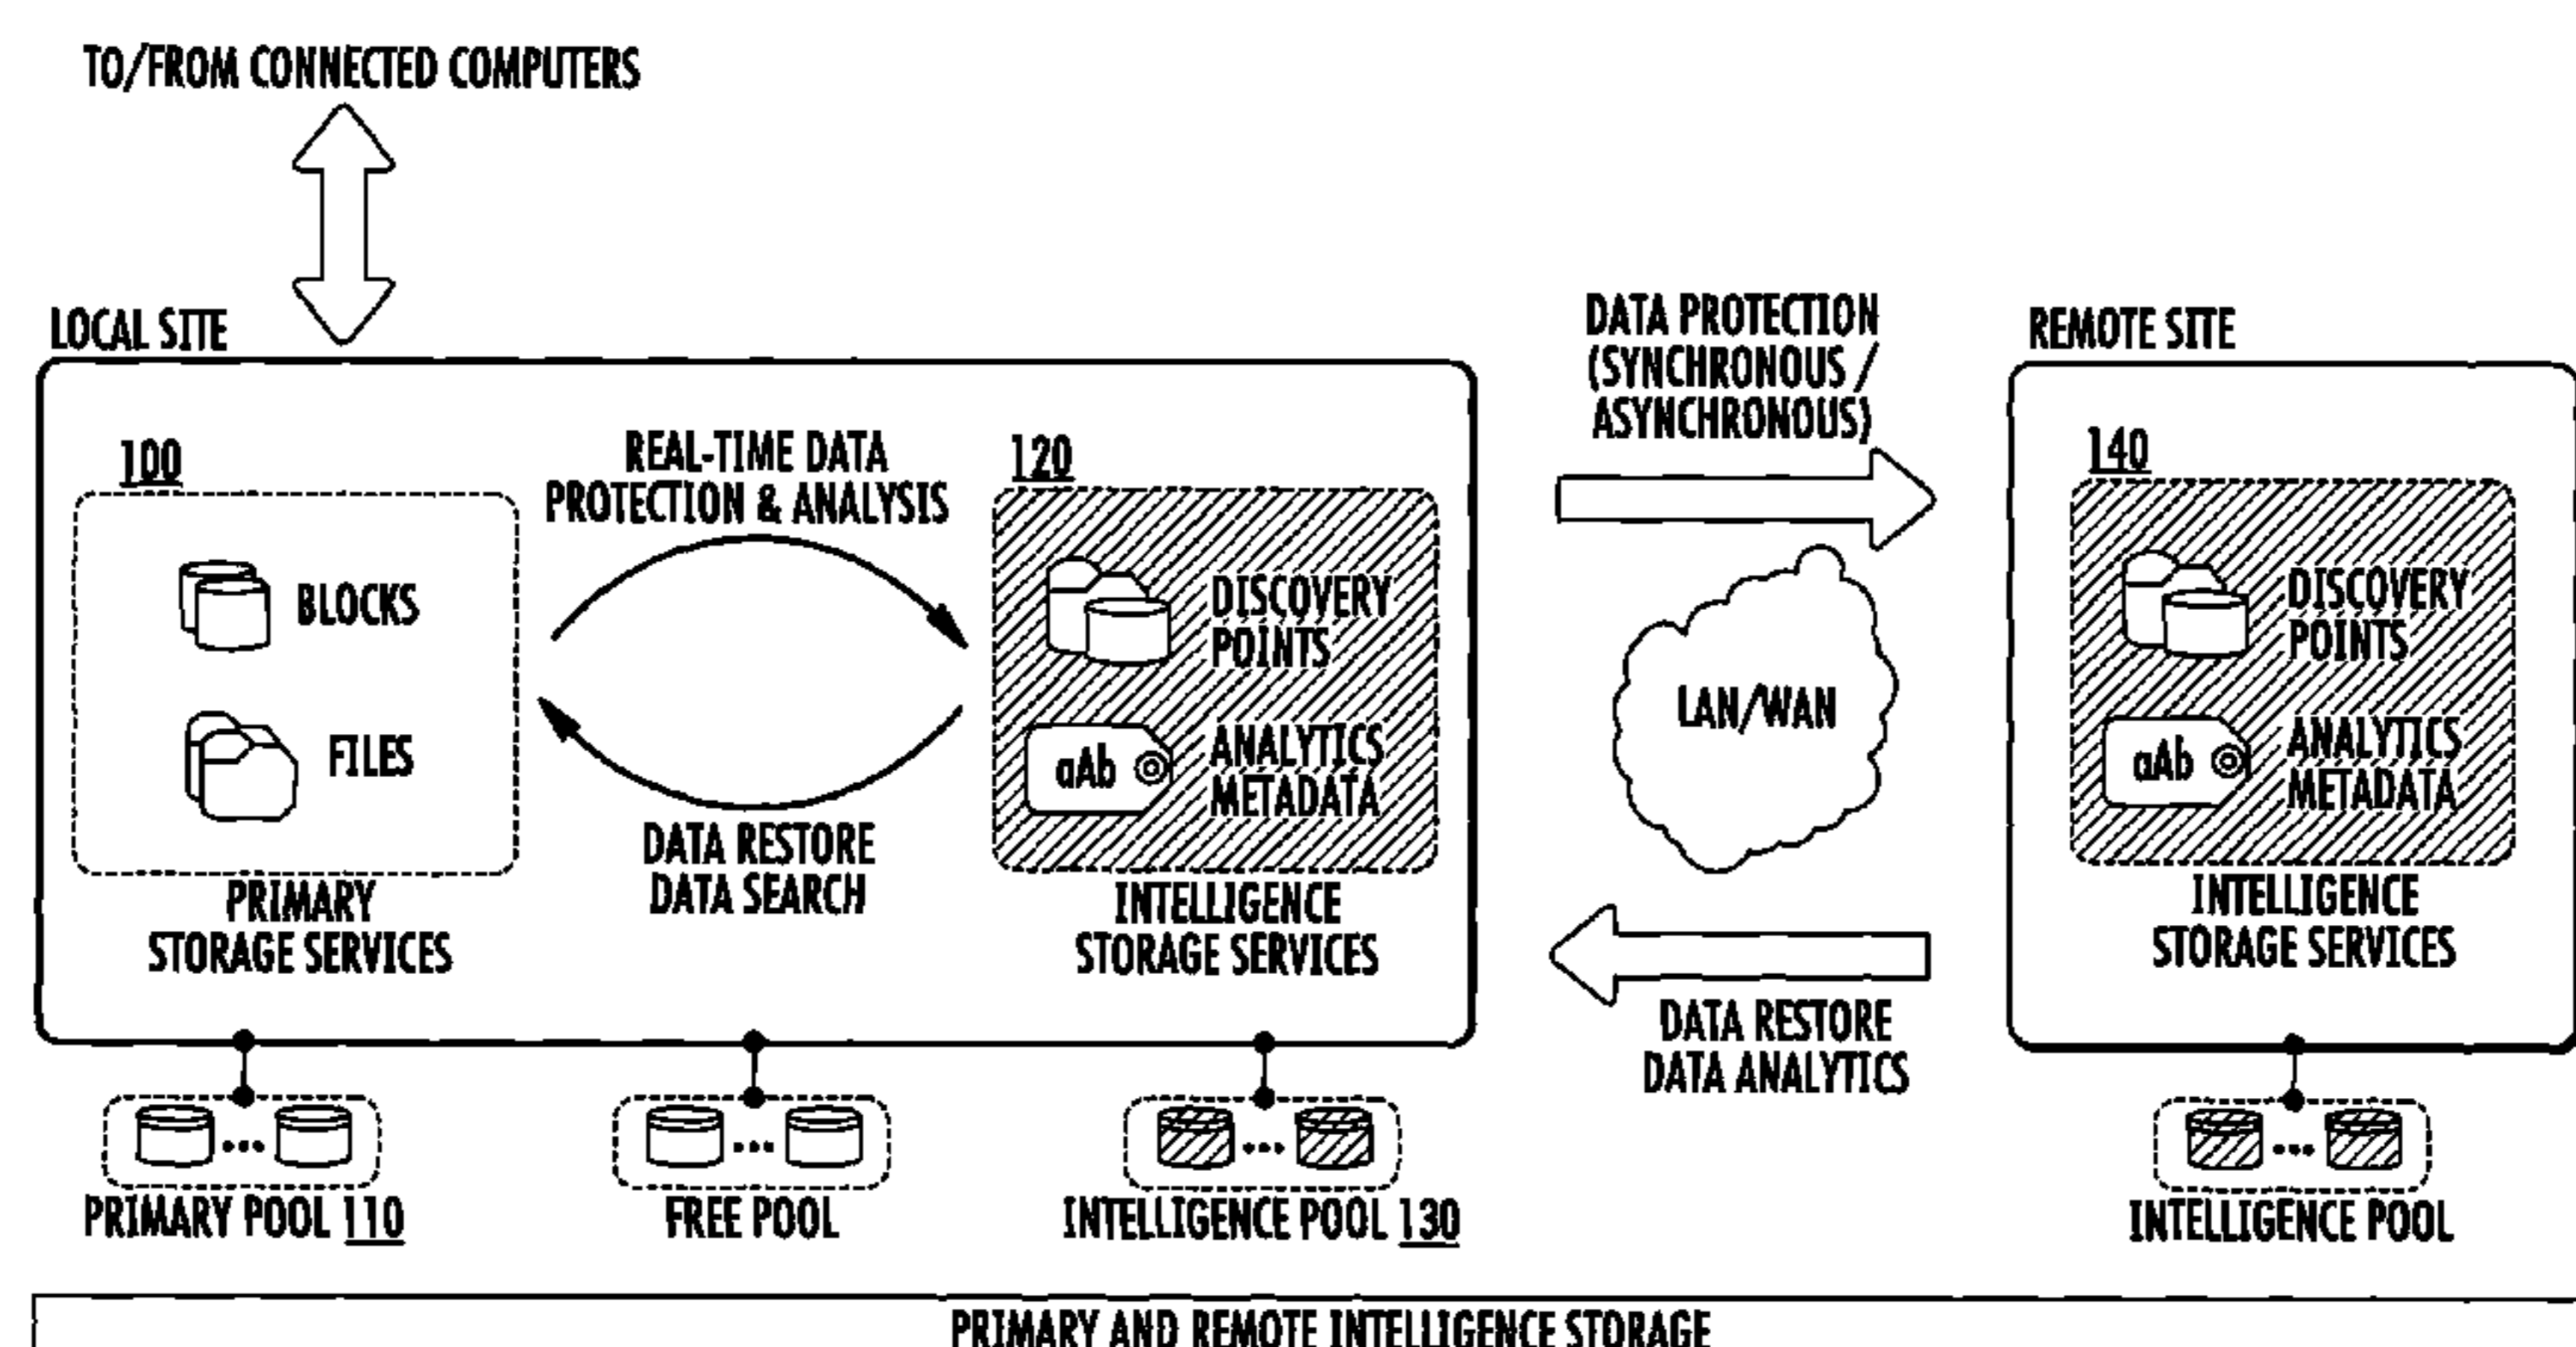 TO/FROM CONNECTED COMPUTERS
LOCAL SITE
100
BLOCKS
FILES
PRIMARY
STORAGE SERVICES
REAL-TIME DATA
PROTECTION & ANALYSIS
DATA RESTORE
DATA SEARCH
120
DISCOVERY
POINTS
aAb
ANALYTICS
METADATA
INTELLIGENCE
STORAGE SERVICES
DATA PROTECTION
(SYNCHRONOUS /
ASYNCHRONOUS)
LAN/WAN
DATA RESTORE
DATA ANALYTICS
REMOTE SITE
140
DISCOVERY
POINTS
aAb
ANALYTICS
METADATA
INTELLIGENCE
STORAGE SERVICES
PRIMARY POOL 110
FREE POOL
INTELLIGENCE POOL 130
INTELLIGENCE POOL
PRIMARY AND REMOTE INTELLIGENCE STORAGE